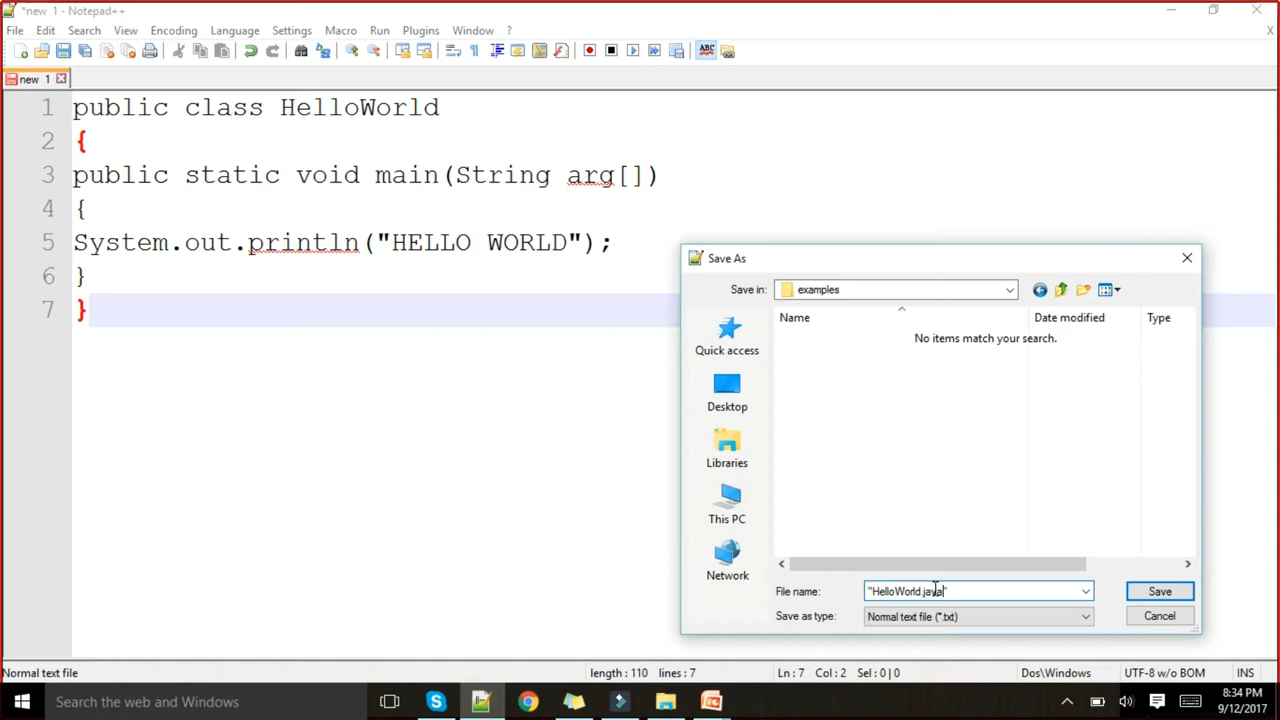 *new 1 - Notepad++
File Edit Search View Encoding Language Settings Macro Run Plugins Window ? X
ABC
new 1
1 public class HelloWorld
2 {
3 public static void main(String arg[])
4 {
5 System.out.println("HELLO WORLD");
6 }
7 }
Save As
Save in: examples
Name Date modified Type
No items match your search.
Quick access
Desktop
Libraries
This PC
Network
File name: "HelloWorld.java"
Save
Save as type: Normal text file (*.txt)
Cancel
Normal text file length : 110 lines : 7 Ln : 7 Col : 2 Sel : 0 | 0 Dos\Windows UTF-8 w/o BOM INS
Search the web and Windows
8:34 PM
9/12/2017